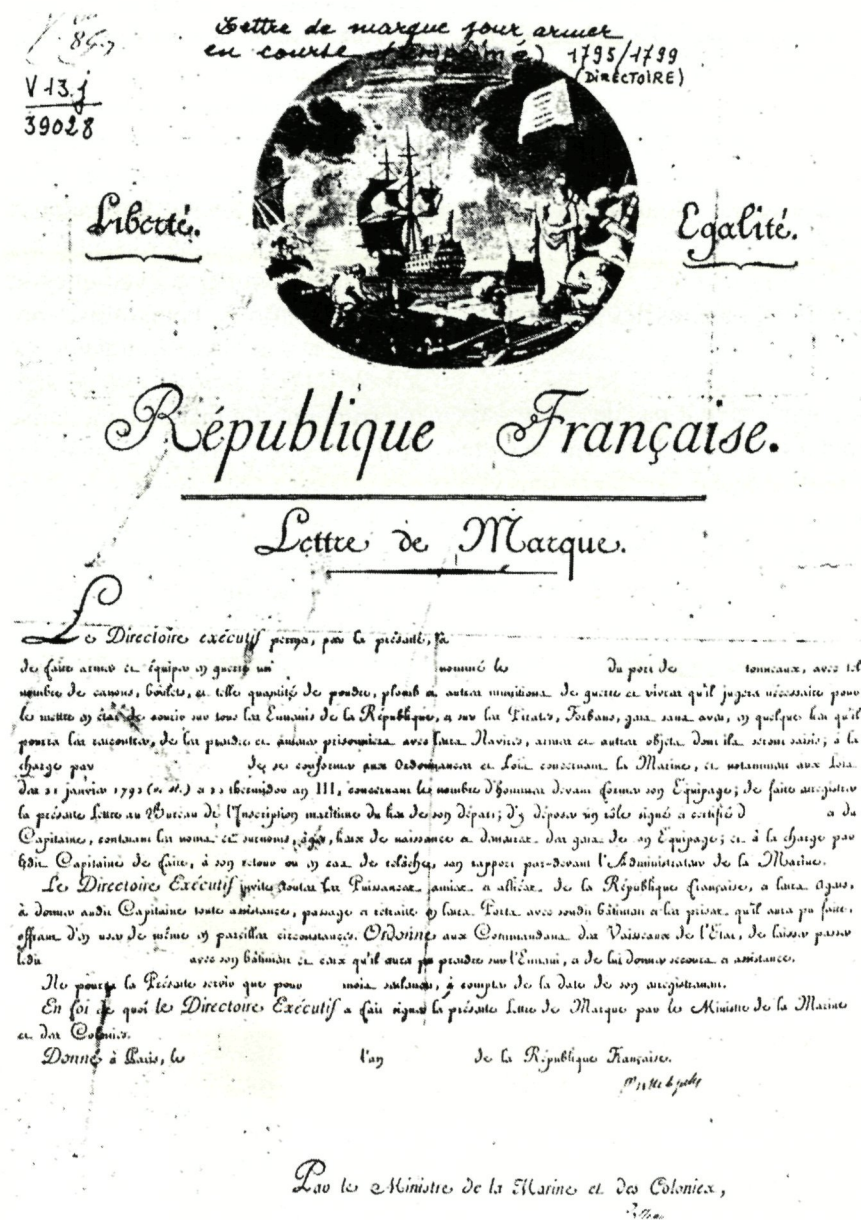 Lettre de marque pour armer
en course (Imprimé) 1795/1799
(DIRECTOIRE)
V 13 j
39028
Liberté.
Egalité.
République Française.
Lettre de Marque.
Le Directoire exécutif permet, par la présente, à
de faire armer et équiper en guerre un nommé le du port de tonneaux, avec tel
nombre de canons, boulets, et telle quantité de poudre, plomb et autres munitions de guerre et vivres qu'il jugera nécessaire pour
le mettre en état de courir sur tous les Ennemis de la République, et sur les Pirates, Forbans, gens sans aveu, en quelque lieu qu'il
pourra les rencontrer, de les prendre et amener prisonniers avec leurs Navires, armes et autres objets dont ils seront saisis; à la
charge par de se conformer aux Ordonnances et Loix concernant la Marine, et notamment aux Loix
des 31 janvier 1793 (v. st.) et 23 thermidor an III, concernant le nombre d'hommes devant former son Equipage; de faire enregistrer
la présente Lettre au Bureau de l'Inscription maritime du lieu de son départ; d'y déposer un rôle signé et certifié d et du
Capitaine, contenant les noms et surnoms, âges, lieux de naissance et demeures des gens de son Equipage; et à la charge par
ledit Capitaine de faire, à son retour ou en cas de relâche, son rapport par-devant l'Administrateur de la Marine.
Le Directoire Exécutif invite toutes les Puissances amies et alliées de la République française, et leurs Agens,
à donner audit Capitaine toute assistance, passage et retraite en leurs Ports avec sondit bâtiment et les prises qu'il aura pu faire,
offrant d'en user de même en pareilles circonstances. Ordonne aux Commandans des Vaisseaux de l'Etat, de laisser passer
ledit avec son bâtiment et ceux qu'il aura pu prendre sur l'Ennemi, et de lui donner secours et assistance.
Ne pourra la Présente servir que pour mois seulement, à compter de la date de son enregistrement.
En foi de quoi le Directoire Exécutif a fait signer la présente Lettre de Marque par le Ministre de la Marine
et des Colonies.
Donné à Paris, le l'an de la République Française.
Par le Ministre de la Marine et des Colonies,